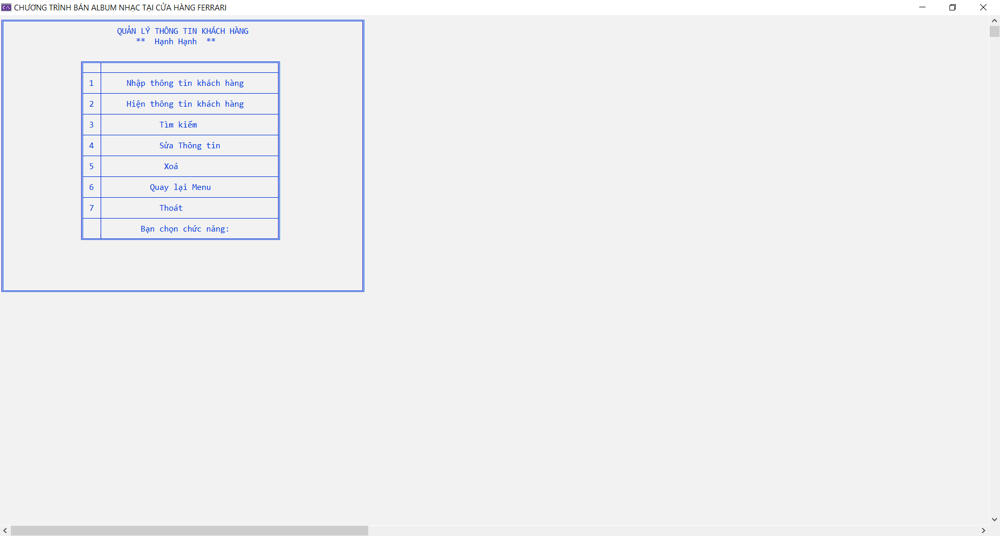 CHƯƠNG TRÌNH BÁN ALBUM NHẠC TẠI CỬA HÀNG FERRARI
QUẢN LÝ THÔNG TIN KHÁCH HÀNG
** Hạnh Hạnh **
1 Nhập thông tin khách hàng
2 Hiện thông tin khách hàng
3 Tìm kiếm
4 Sửa Thông tin
5 Xoá
6 Quay lại Menu
7 Thoát
Bạn chọn chức năng: